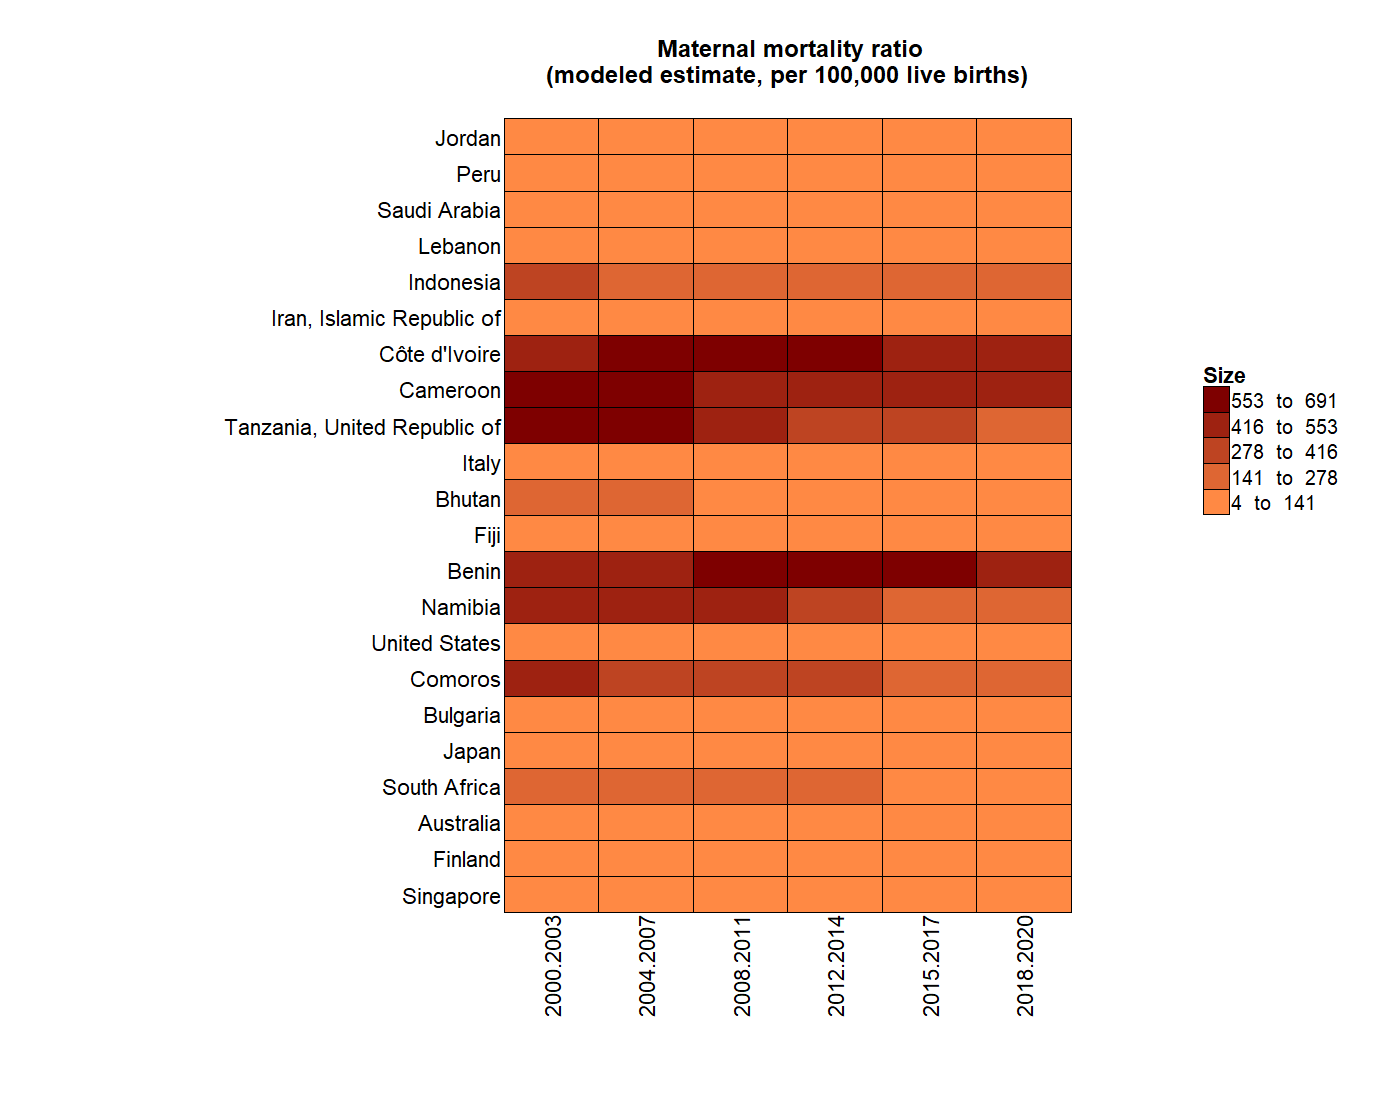 Maternal mortality ratio
(modeled estimate, per 100,000 live births)
Jordan
Peru
Saudi Arabia
Lebanon
Indonesia
Iran, Islamic Republic of
Côte d'Ivoire
Cameroon
Tanzania, United Republic of
Italy
Bhutan
Fiji
Benin
Namibia
United States
Comoros
Bulgaria
Japan
South Africa
Australia
Finland
Singapore
2000.2003
2004.2007
2008.2011
2012.2014
2015.2017
2018.2020
Size
553 to 691
416 to 553
278 to 416
141 to 278
4 to 141